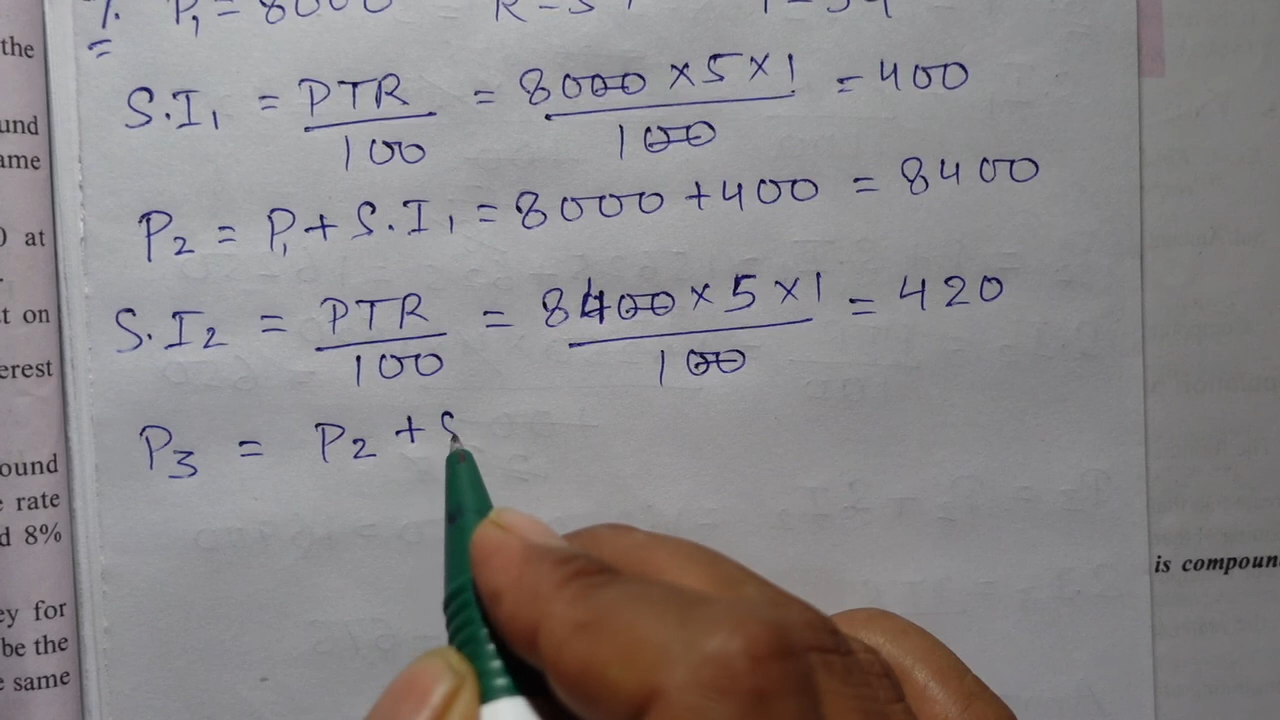 P₁ = 8000
S.I₁ = PTR/100 = 8000 × 5 × 1/100 = 400
P₂ = P₁ + S.I₁ = 8000 + 400 = 8400
S.I₂ = PTR/100 = 8400 × 5 × 1/100 = 420
P₃ = P₂ + S
the
und
ame
at
on
erest
ound
rate
d 8%
ey for
be the
same
is compoun